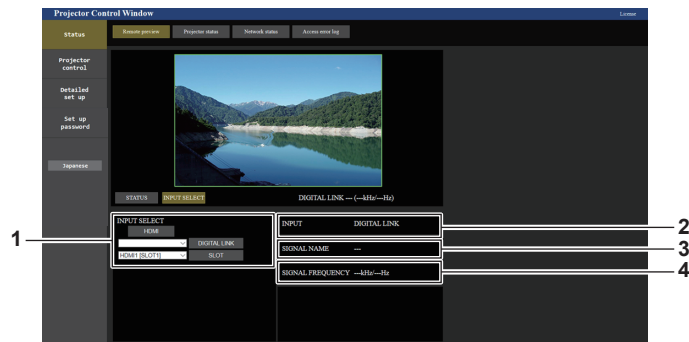 Projector Control Window
License
Status
Remote preview
Projector status
Network status
Access error log
Projector
control
Detailed
set up
Set up
password
Japanese
STATUS
INPUT SELECT
DIGITAL LINK --- (---kHz/---Hz)
INPUT SELECT
HDMI
DIGITAL LINK
HDMI1 [SLOT1]
SLOT
INPUT DIGITAL LINK
SIGNAL NAME ---
SIGNAL FREQUENCY ---kHz/---Hz
1
2
3
4